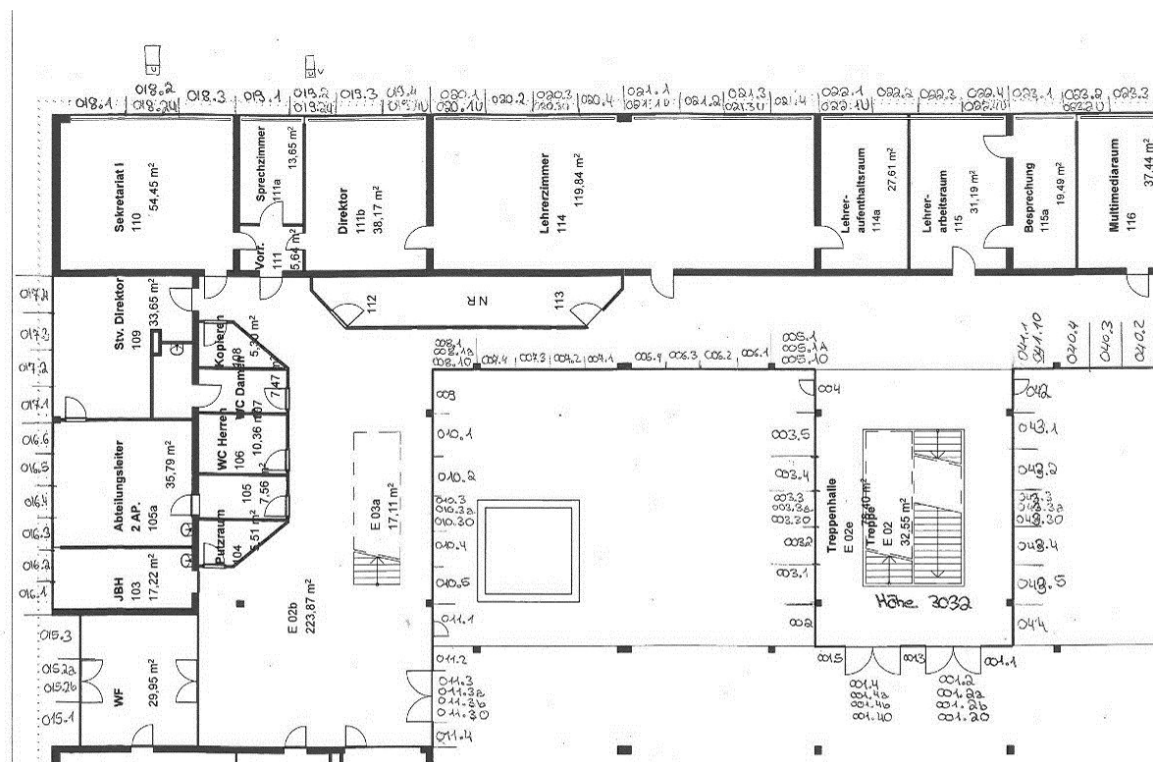 018.1
018.2
018.2U
018.3
019.1
019.2
019.2U
019.3
019.4
019.4U
020.1
020.1U
020.2
020.3
020.3U
020.4
021.1
021.1U
021.2
021.3
021.3U
021.4
022.1
022.1U
022.2
022.3
022.4
022.4U
023.1
023.2
023.2U
023.3
Sekretariat I
110
54,45 m²
Sprechzimmer
111a
13,65 m²
Vorr.
111
5,64 m²
Direktor
111b
38,17 m²
Lehrerzimmer
114
119,84 m²
Lehrer-
aufenthaltsraum
114a
27,61 m²
Lehrer-
arbeitsraum
115
31,19 m²
Besprechung
115a
19,49 m²
Multimediaraum
116
37,44 m²
112
NR
113
017.4
017.3
017.2
017.1
016.6
016.5
016.4
016.3
016.2
016.1
015.3
015.2a
015.2b
015.1
Stv. Direktor
109
33,65 m²
Kopieren
108
WC Damen
7,47
WC Herren
106
10,36
105
7,56
Putzraum
104
5,51 m²
Abteilungsleiter
2 AP.
105a
35,79 m²
JBH
103
17,22 m²
WF
29,95 m²
E 02b
223,87 m²
E 03a
17,11 m²
008.1
008.1a
008.10
007.4
007.3
007.2
007.1
006.4
006.3
006.2
006.1
005.1
005.1a
005.10
009
010.1
010.2
010.3
010.3a
010.30
010.4
010.5
011.1
011.2
011.3
011.3a
011.3b
011.30
011.4
004
003.5
003.4
003.3
003.3a
003.30
003.2
003.1
002
Treppenhalle
E 02e
Treppe
E 02
32,55 m²
Höhe 3032
0015
001.4
001.4a
001.4b
001.40
0013
001.2
001.2a
001.2b
001.20
001.1
041.1
041.10
040.4
040.3
040.2
042
043.1
043.2
043.3
043.3a
043.30
043.4
043.5
044